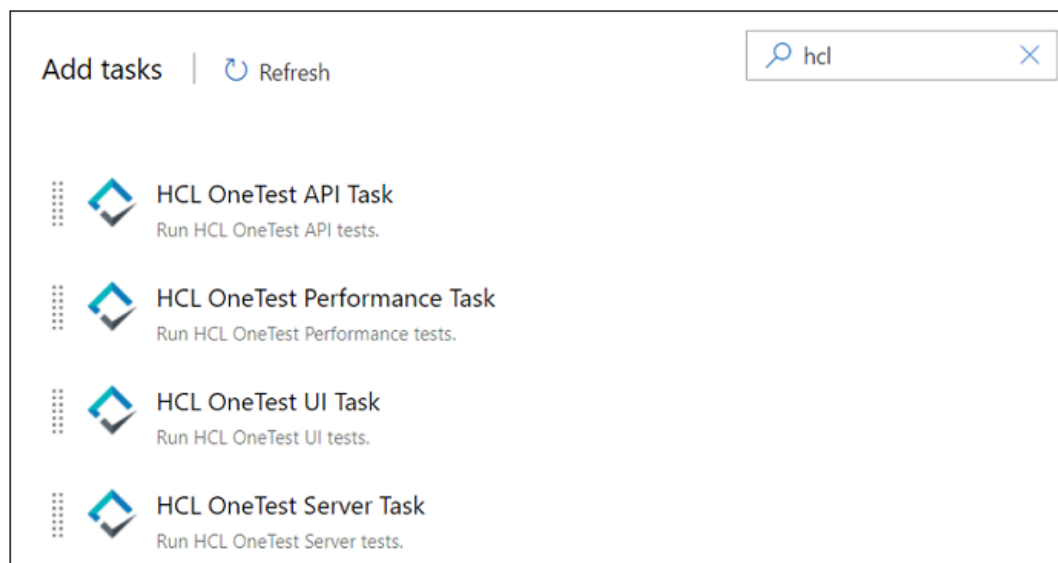 Add tasks
Refresh
hcl
HCL OneTest API Task
Run HCL OneTest API tests.
HCL OneTest Performance Task
Run HCL OneTest Performance tests.
HCL OneTest UI Task
Run HCL OneTest UI tests.
HCL OneTest Server Task
Run HCL OneTest Server tests.